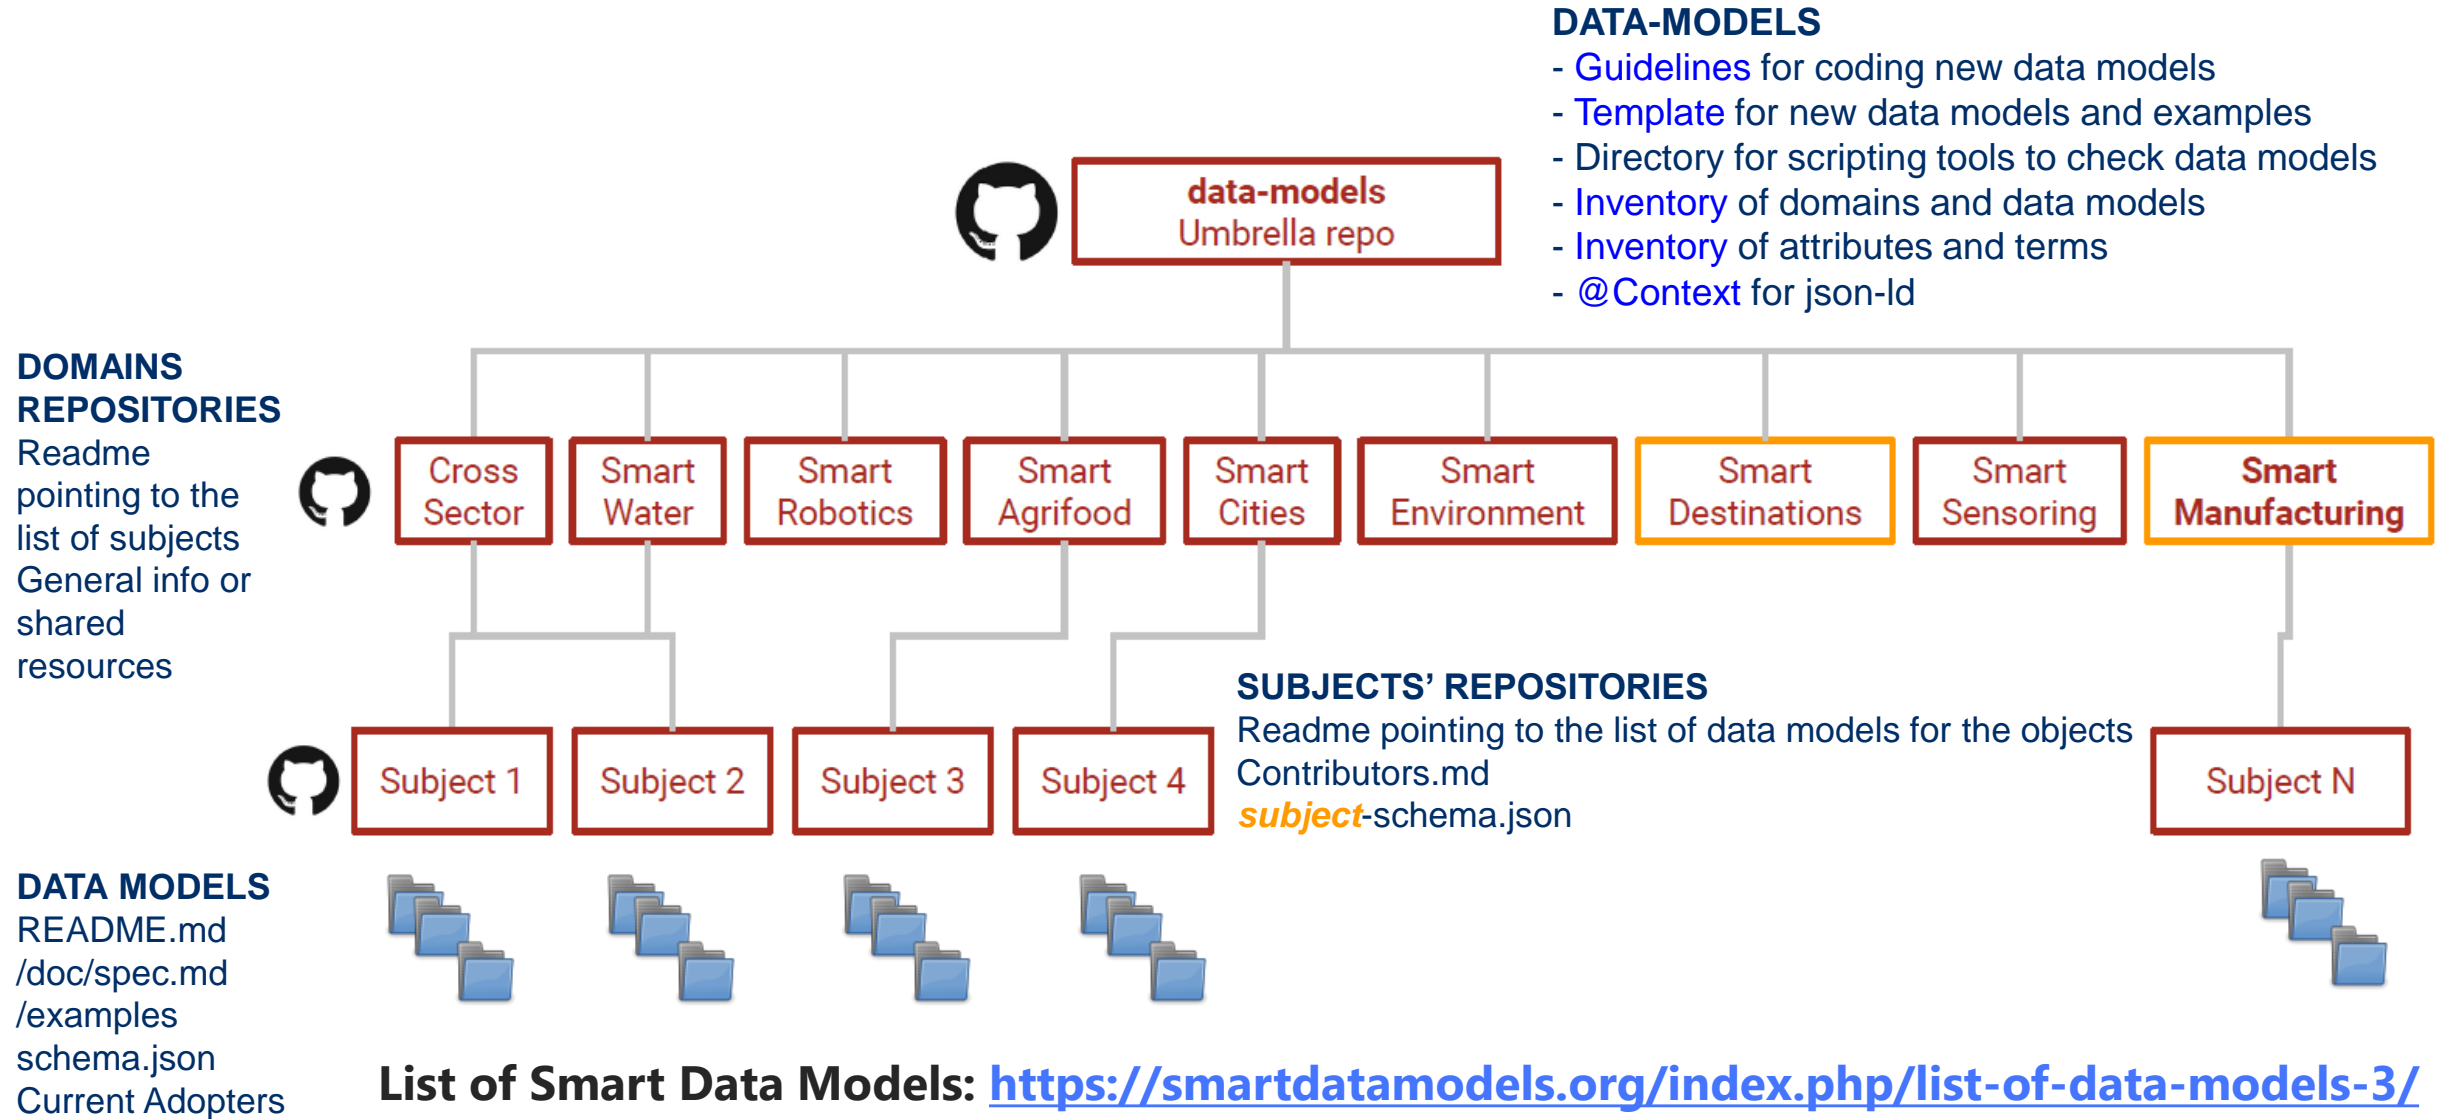 DATA-MODELS
- Guidelines for coding new data models
- Template for new data models and examples
- Directory for scripting tools to check data models
- Inventory of domains and data models
- Inventory of attributes and terms
- @Context for json-ld
data-models
Umbrella repo
DOMAINS
REPOSITORIES
Readme
pointing to the
list of subjects
General info or
shared
resources
Cross
Sector
Smart
Water
Smart
Robotics
Smart
Agrifood
Smart
Cities
Smart
Environment
Smart
Destinations
Smart
Sensoring
Smart
Manufacturing
SUBJECTS’ REPOSITORIES
Readme pointing to the list of data models for the objects
Contributors.md
subject-schema.json
Subject 1
Subject 2
Subject 3
Subject 4
Subject N
DATA MODELS
README.md
/doc/spec.md
/examples
schema.json
Current Adopters
List of Smart Data Models: https://smartdatamodels.org/index.php/list-of-data-models-3/